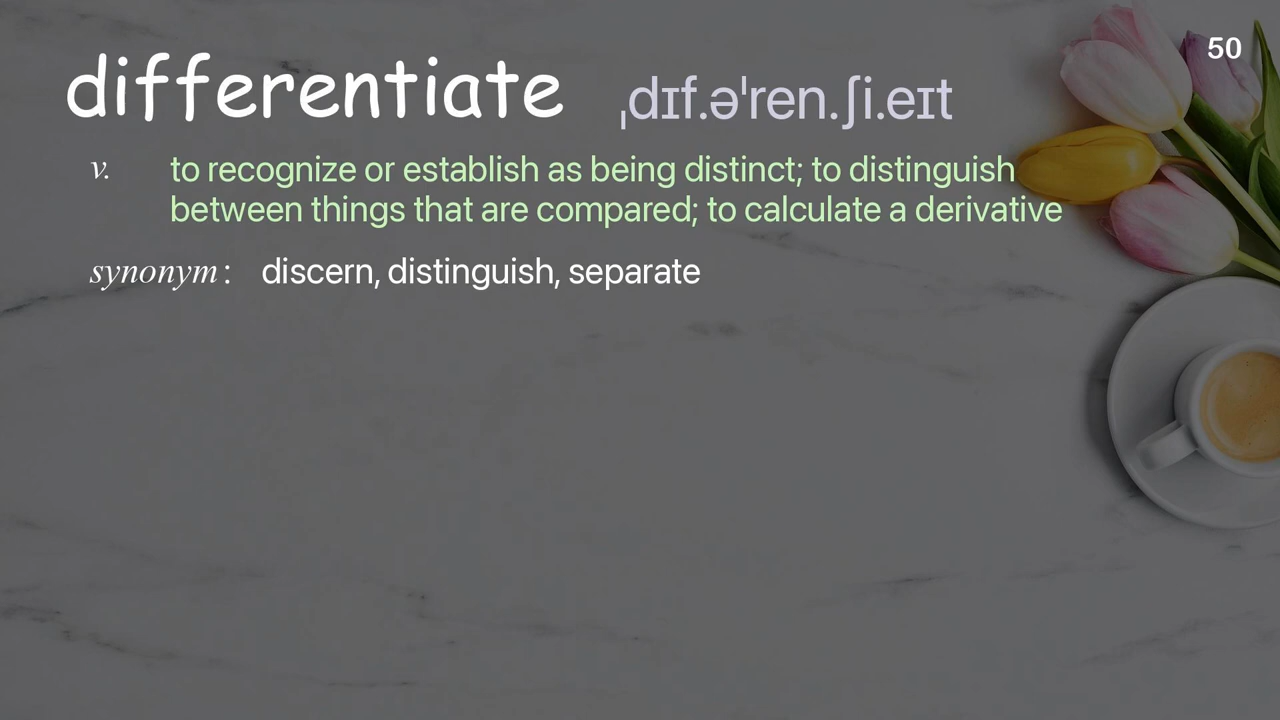 50
differentiate ˌdɪf.əˈren.ʃi.eɪt
v. to recognize or establish as being distinct; to distinguish
between things that are compared; to calculate a derivative
synonym: discern, distinguish, separate